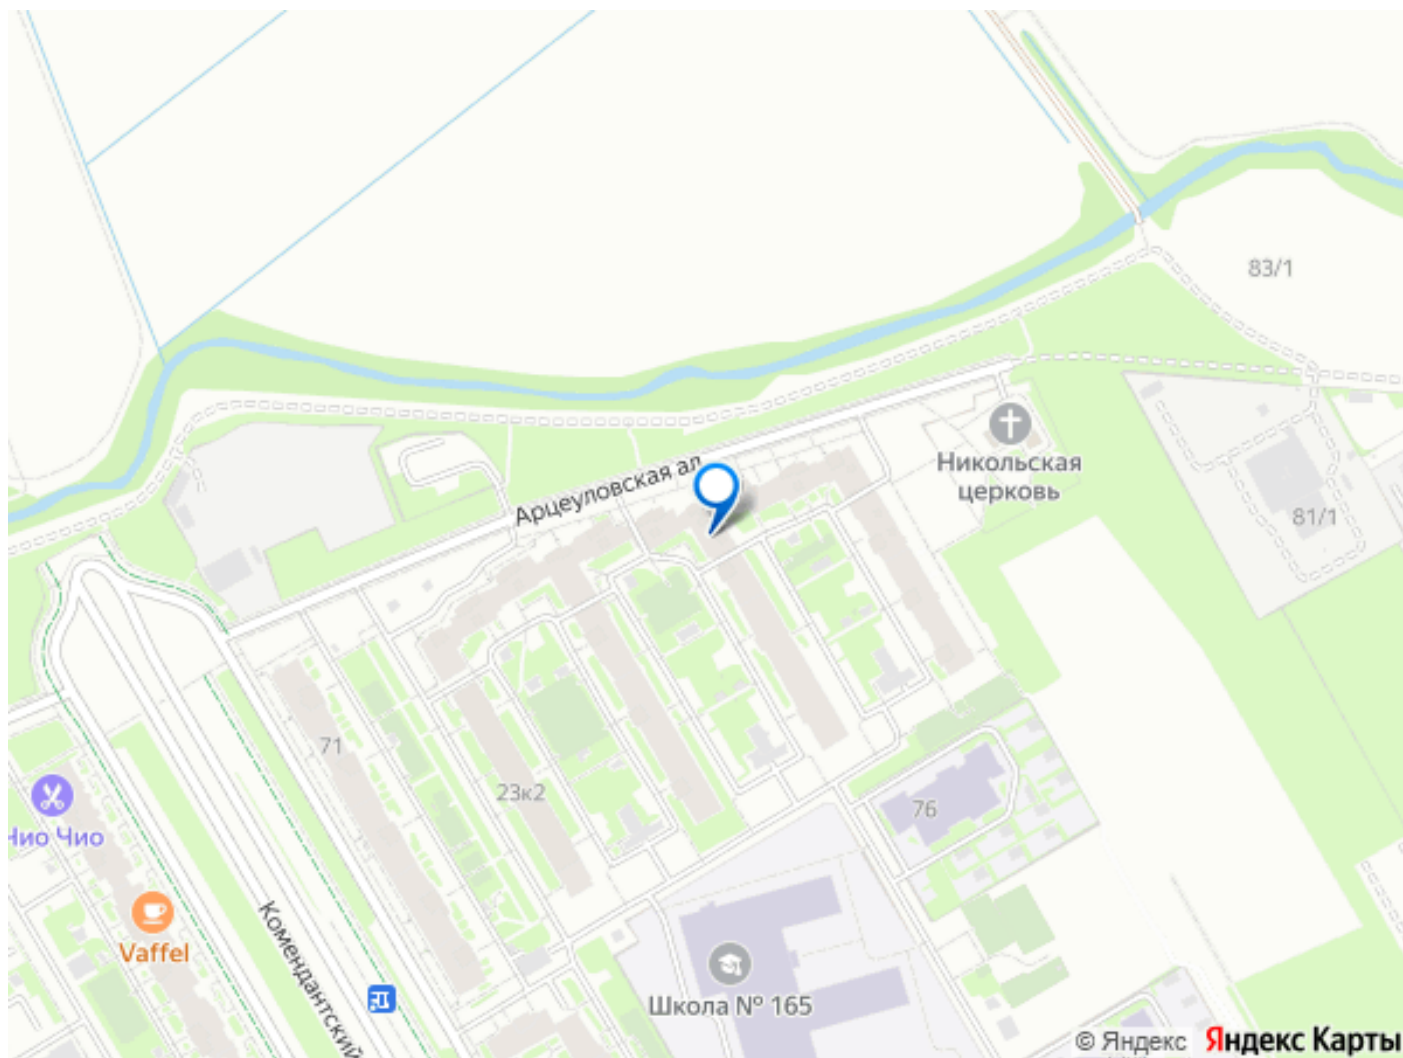 83/1
Арцеуловская ал.
Никольская
церковь
81/1
71
23к2
76
Чио Чио
Vaffel
Комендантский
Школа № 165
© Яндекс Яндекс Карты